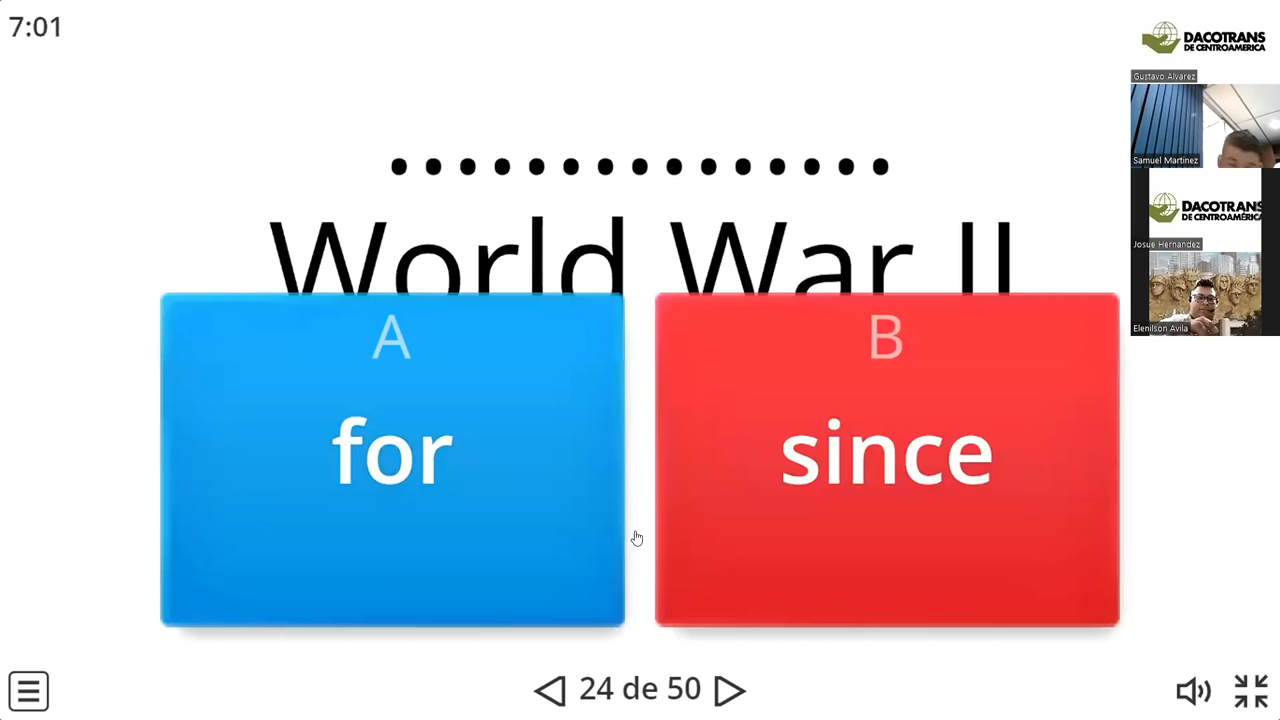 7:01
DACOTRANS
DE CENTROAMERICA
Gustavo Alvarez
..............
World War II
Samuel Martinez
DACOTRANS
DE CENTROAMÉRICA
Josue Hernandez
A
B
for
since
Elenilson Avila
24 de 50